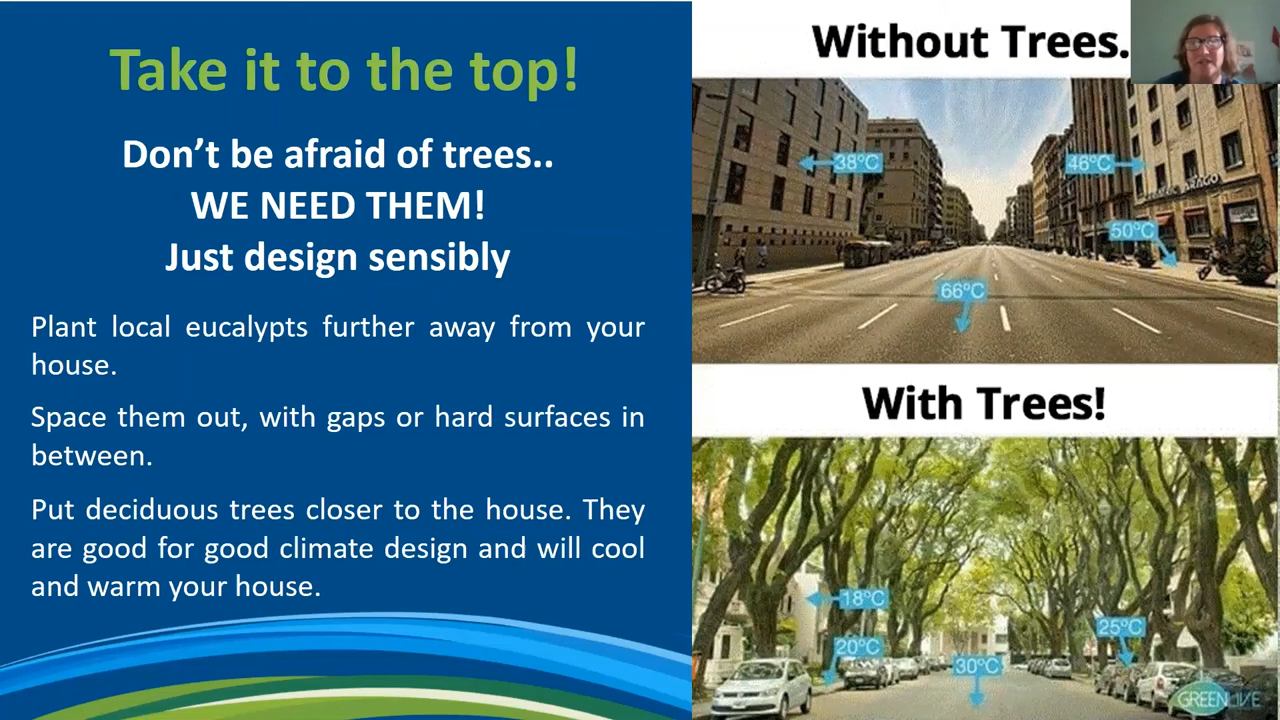 Take it to the top!
Don't be afraid of trees..
WE NEED THEM!
Just design sensibly
Plant local eucalypts further away from your
house.
Space them out, with gaps or hard surfaces in
between.
Put deciduous trees closer to the house. They
are good for good climate design and will cool
and warm your house.
Without Trees.
38°C
46°C
50°C
66°C
With Trees!
18°C
20°C
25°C
30°C
GREENLIVE